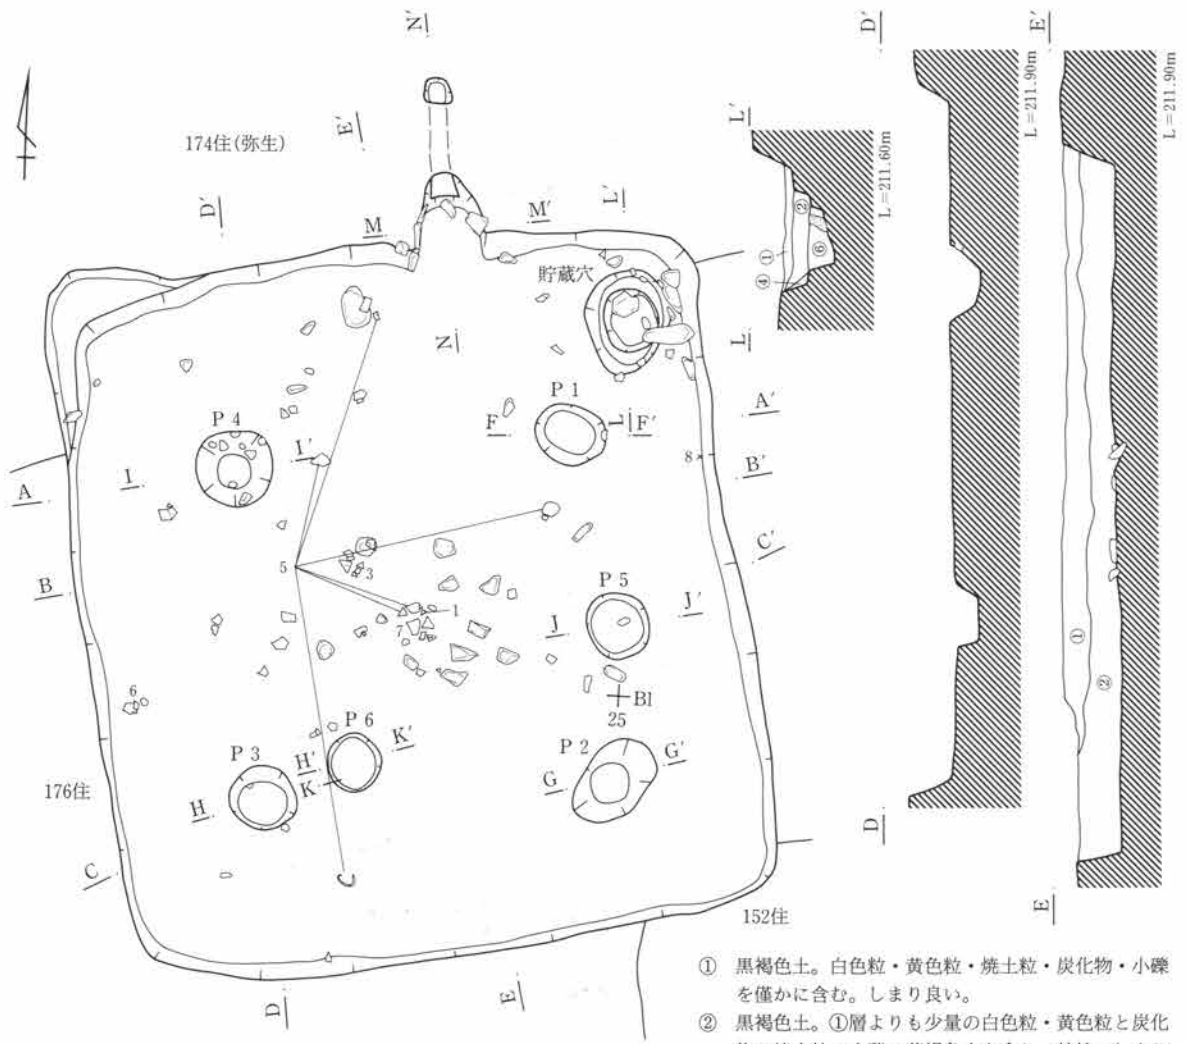 N′
174住(弥生)
E′
D′
M
M′
L′
貯蔵穴
N
L
P 1
A′
F
L
F′
P 4
I′
8
B′
A
I
C′
B
5
3
P 5
1
J′
J
7
6
Bl
25
P 6
K′
P 2
P 3
H′
G′
176住
K
G
H
C
152住
D
E
L′
L＝211.60m
②
①
⑥
④
D′
L＝211.90m
D
E′
L＝211.90m
①
②
E
① 黒褐色土。白色粒・黄色粒・焼土粒・炭化物・小礫
を僅かに含む。しまり良い。
② 黒褐色土。①層よりも少量の白色粒・黄色粒と炭化